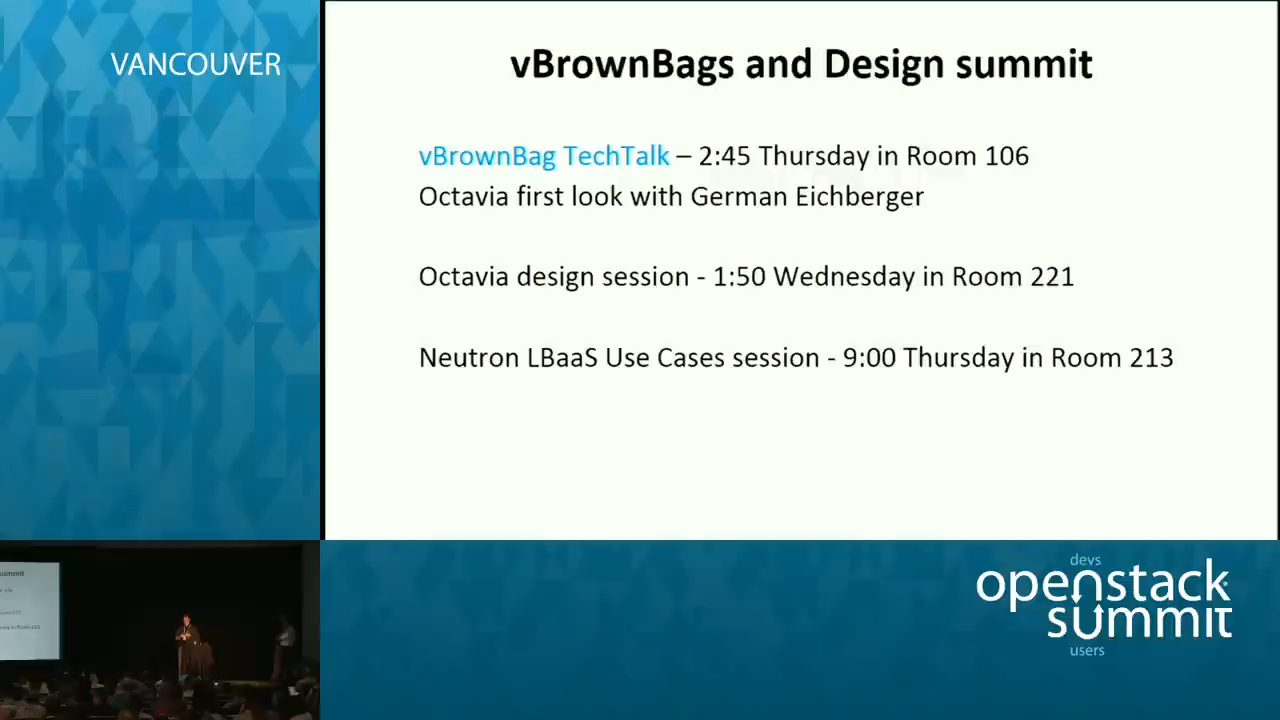 VANCOUVER
vBrownBags and Design summit
vBrownBag TechTalk – 2:45 Thursday in Room 106
Octavia first look with German Eichberger
Octavia design session - 1:50 Wednesday in Room 221
Neutron LBaaS Use Cases session - 9:00 Thursday in Room 213
summit
devs
openstack
summit
users